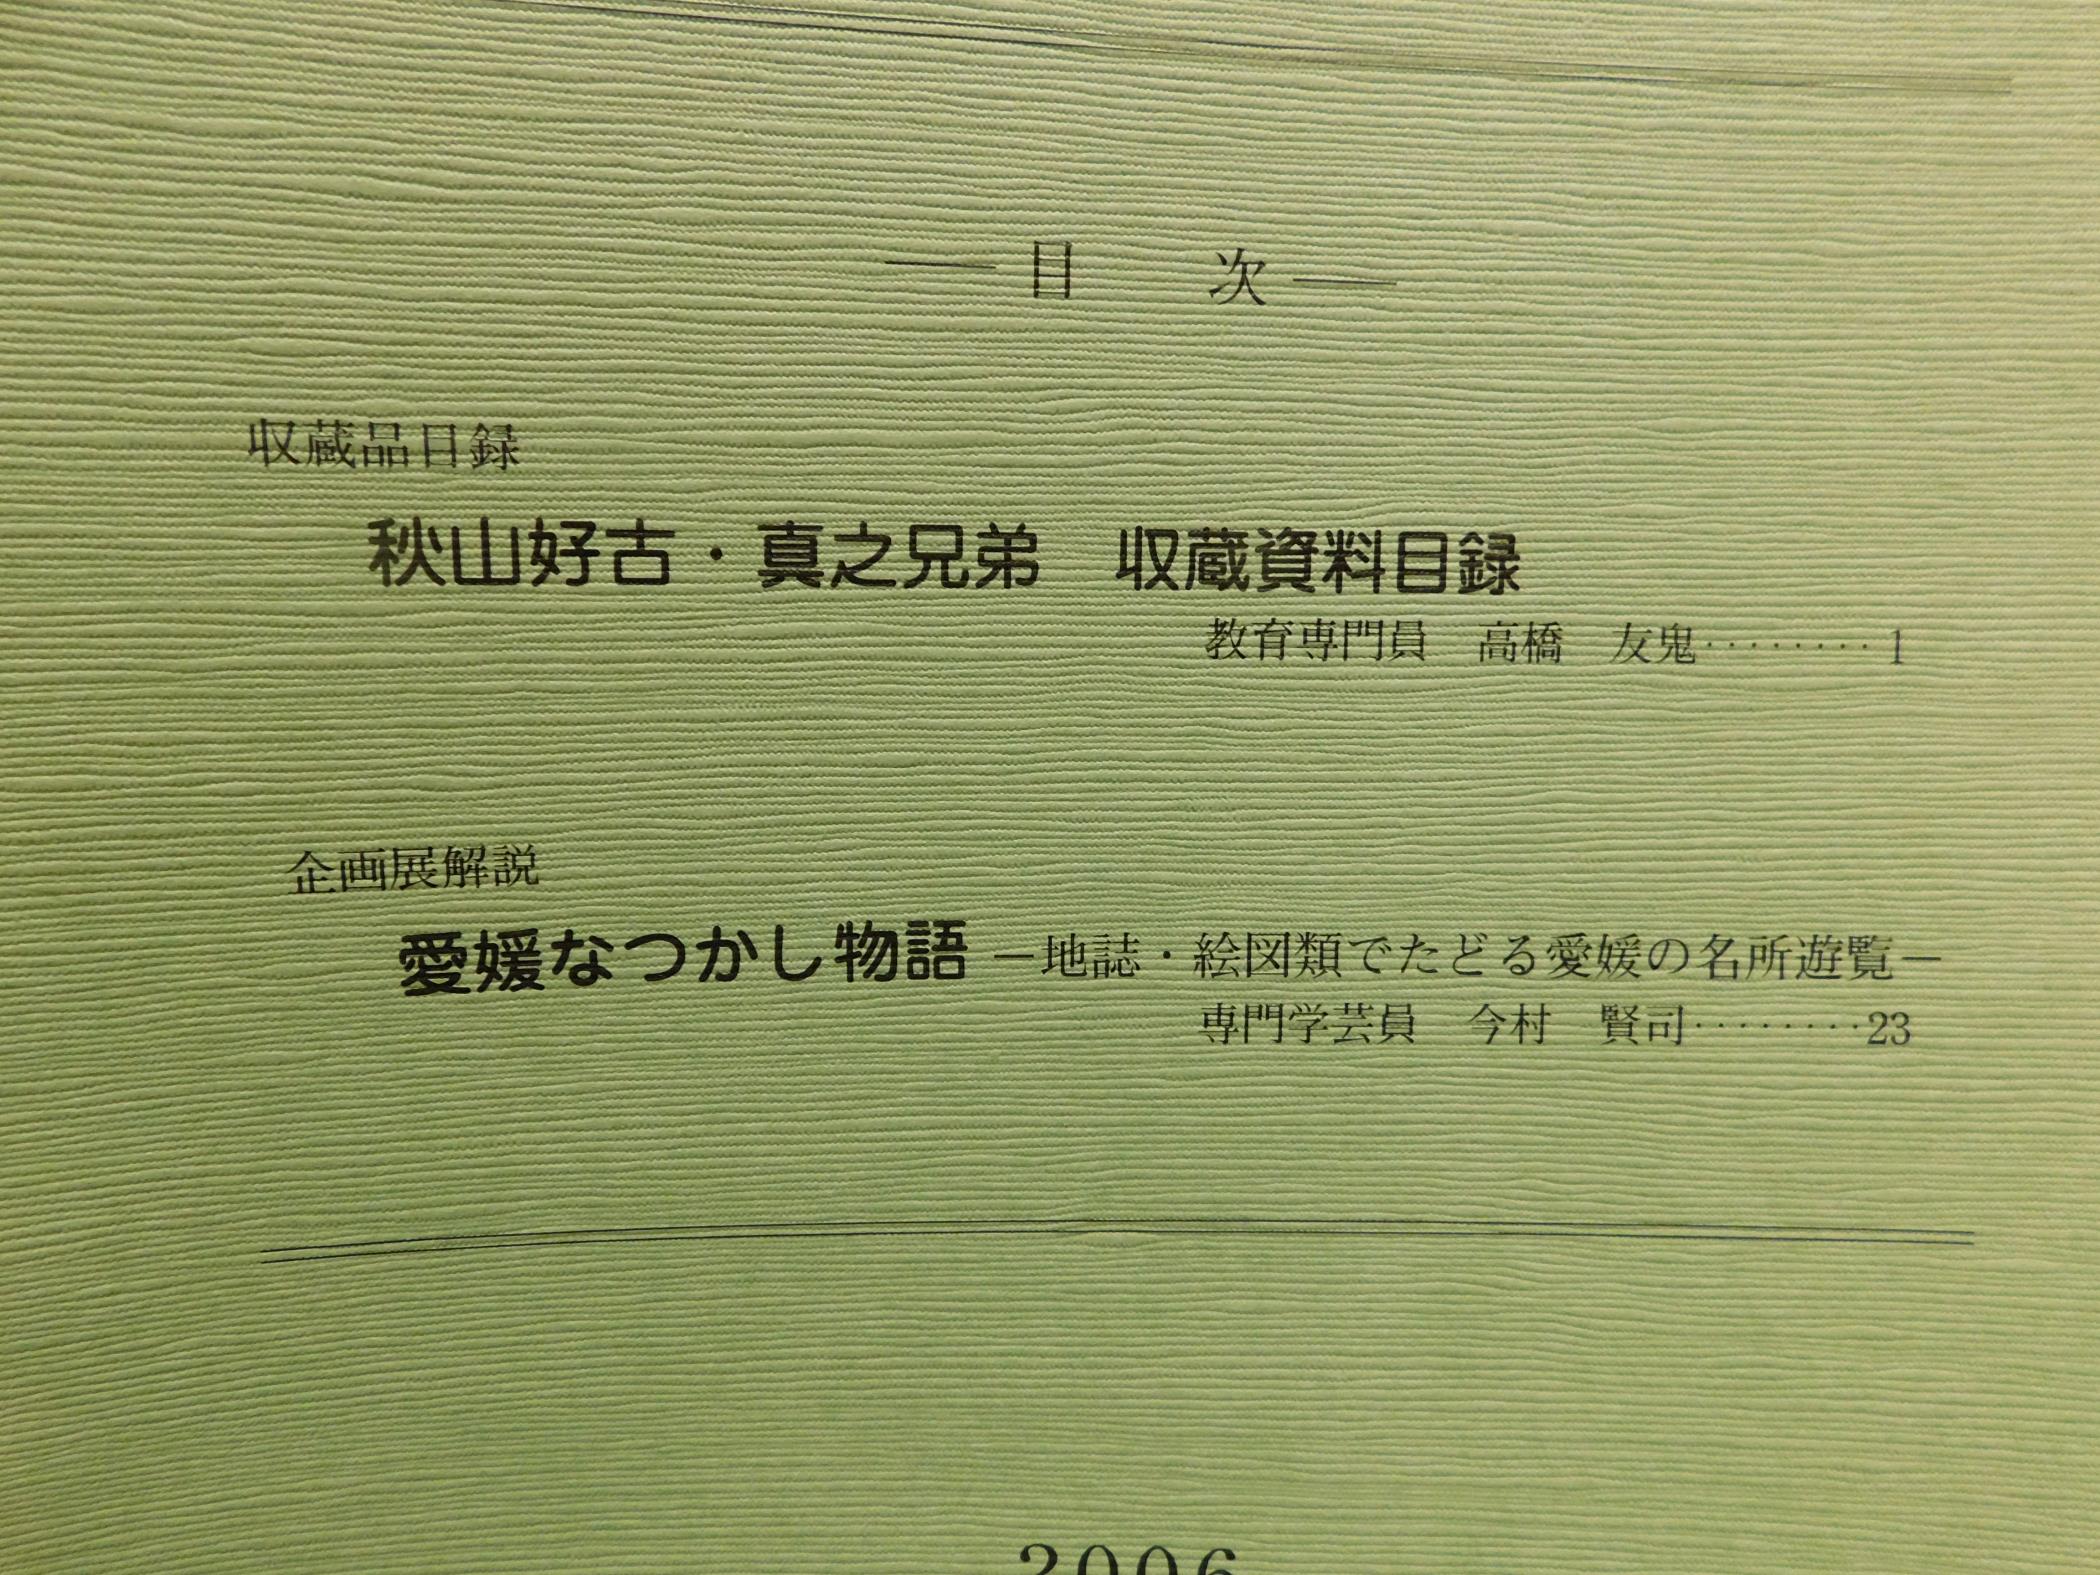 ― 目　次 ―
収蔵品目録
秋山好古・真之兄弟　収蔵資料目録
教育専門員　高橋　友鬼‥‥‥‥1
企画展解説
愛媛なつかし物語 ―地誌・絵図類でたどる愛媛の名所遊覧―
専門学芸員　今村　賢司‥‥‥‥23
2006